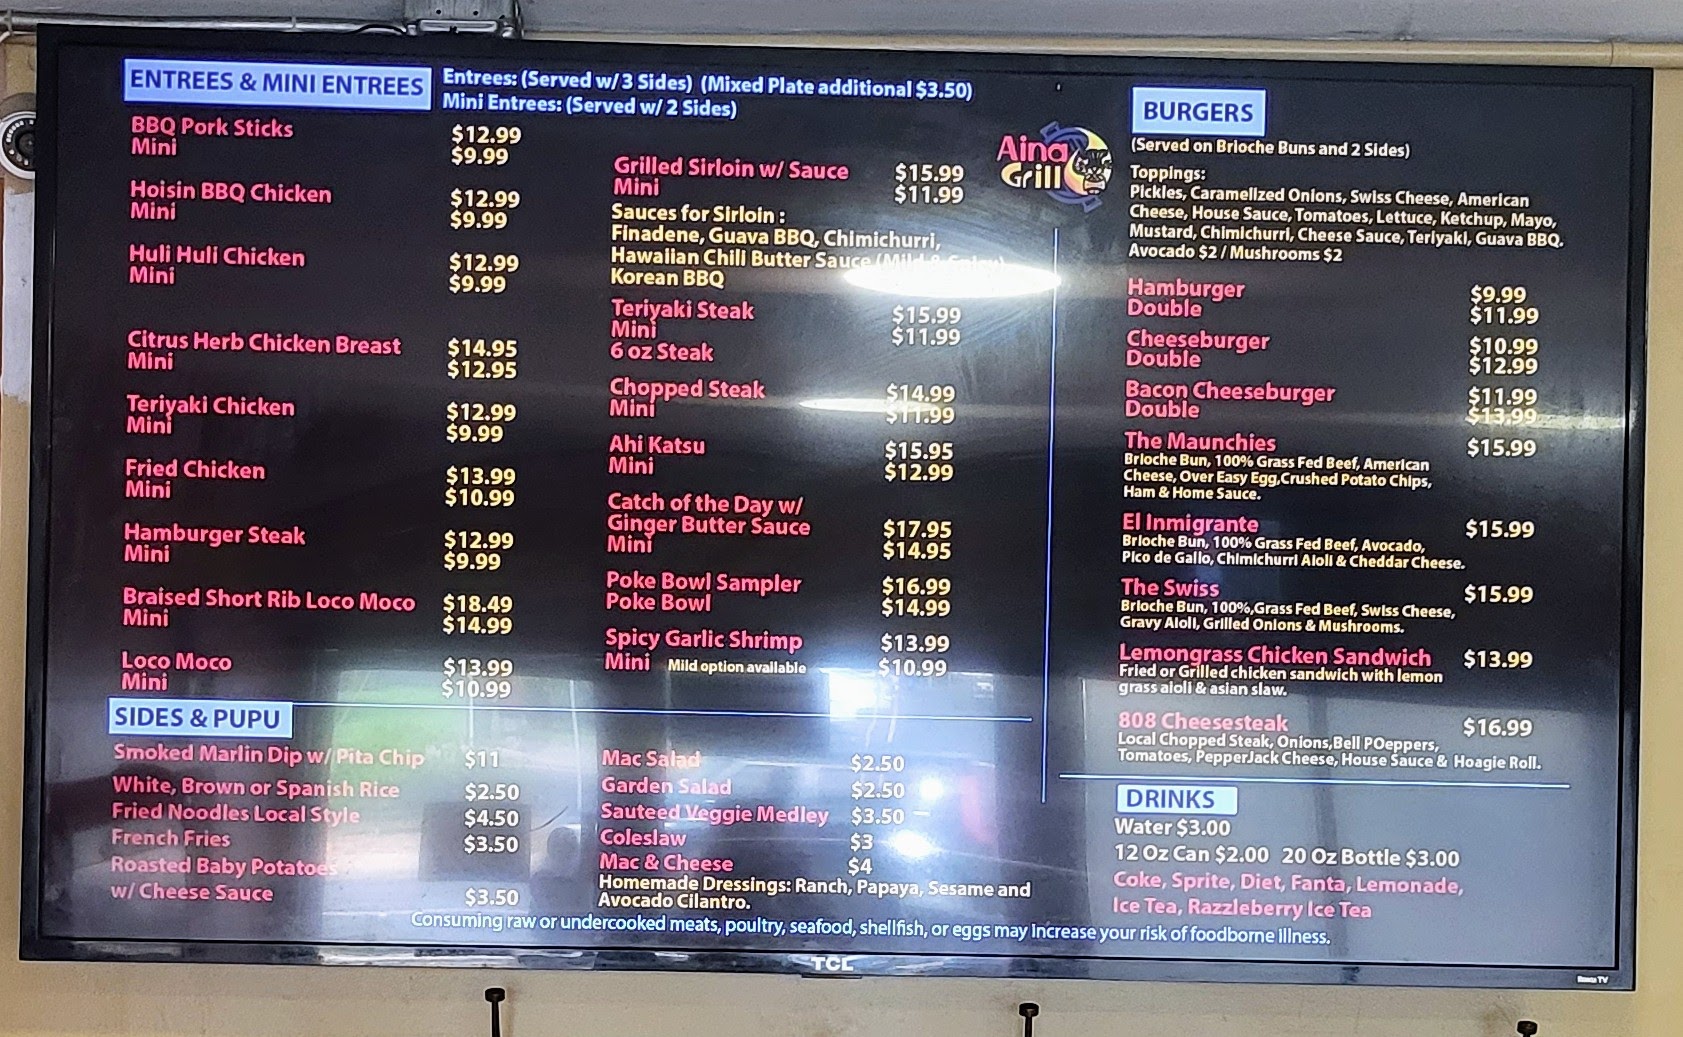 ENTREES & MINI ENTREES
Entrees: (Served w/3 Sides) (Mixed Plate additional $3.50)
Mini Entrees: (Served w/ 2 Sides)
BBQ Pork Sticks $12.99
Mini $9.99
Hoisin BBQ Chicken $12.99
Mini $9.99
Huli Huli Chicken $12.99
Mini $9.99
Citrus Herb Chicken Breast $14.95
Mini $12.95
Teriyaki Chicken $12.99
Mini $9.99
Fried Chicken $13.99
Mini $10.99
Hamburger Steak $12.99
Mini $9.99
Braised Short Rib Loco Moco $18.49
Mini $14.99
Loco Moco $13.99
Mini $10.99
Grilled Sirloin w/ Sauce $15.99
Mini $11.99
Sauces for Sirloin :
Finadene, Guava BBQ, Chimichurri,
Hawaiian Chili Butter Sauce (Mild & Spicy)
Korean BBQ
Teriyaki Steak $15.99
Mini $11.99
6 oz Steak
Chopped Steak $14.99
Mini $11.99
Ahi Katsu $15.95
Mini $12.99
Catch of the Day w/
Ginger Butter Sauce $17.95
Mini $14.95
Poke Bowl Sampler $16.99
Poke Bowl $14.99
Spicy Garlic Shrimp $13.99
Mini Mild option available $10.99
Aina
Grill
SIDES & PUPU
Smoked Marlin Dip w/ Pita Chip $11
White, Brown or Spanish Rice $2.50
Fried Noodles Local Style $4.50
French Fries $3.50
Roasted Baby Potatoes
w/ Cheese Sauce $3.50
Mac Salad $2.50
Garden Salad $2.50
Sauteed Veggie Medley $3.50
Coleslaw $3
Mac & Cheese $4
Homemade Dressings: Ranch, Papaya, Sesame and
Avocado Cilantro.
BURGERS
(Served on Brioche Buns and 2 Sides)
Toppings:
Pickles, Caramelized Onions, Swiss Cheese, American
Cheese, House Sauce, Tomatoes, Lettuce, Ketchup, Mayo,
Mustard, Chimichurri, Cheese Sauce, Teriyaki, Guava BBQ.
Avocado $2 / Mushrooms $2
Hamburger $9.99
Double $11.99
Cheeseburger $10.99
Double $12.99
Bacon Cheeseburger $11.99
Double $13.99
The Maunchies $15.99
Brioche Bun, 100% Grass Fed Beef, American
Cheese, Over Easy Egg,Crushed Potato Chips,
Ham & Home Sauce.
El Inmigrante $15.99
Brioche Bun, 100% Grass Fed Beef, Avocado,
Pico de Gallo, Chimichurri Aioli & Cheddar Cheese.
The Swiss $15.99
Brioche Bun, 100%,Grass Fed Beef, Swiss Cheese,
Gravy Aioli, Grilled Onions & Mushrooms.
Lemongrass Chicken Sandwich $13.99
Fried or Grilled chicken sandwich with lemon
grass aioli & asian slaw.
808 Cheesesteak $16.99
Local Chopped Steak, Onions,Bell POeppers,
Tomatoes, PepperJack Cheese, House Sauce & Hoagie Roll.
DRINKS
Water $3.00
12 Oz Can $2.00 20 Oz Bottle $3.00
Coke, Sprite, Diet, Fanta, Lemonade,
Ice Tea, Razzleberry Ice Tea
Consuming raw or undercooked meats, poultry, seafood, shellfish, or eggs may increase your risk of foodborne illness.
TCL
Roku TV